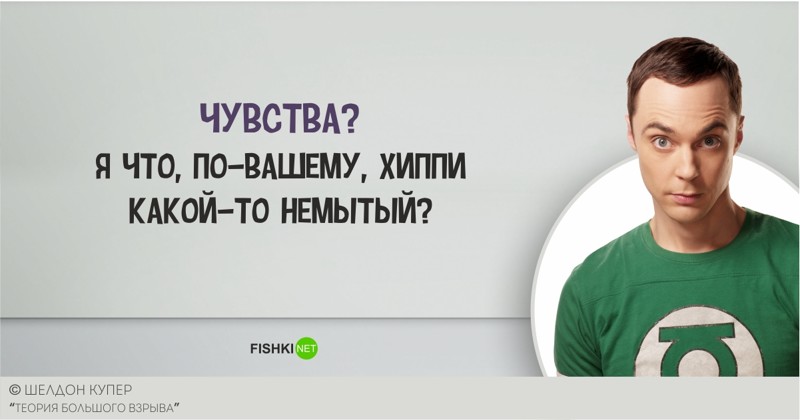 ЧУВСТВА?
Я ЧТО, ПО-ВАШЕМУ, ХИППИ
КАКОЙ-ТО НЕМЫТЫЙ?
FISHKI NET
© ШЕЛДОН КУПЕР
"ТЕОРИЯ БОЛЬШОГО ВЗРЫВА"